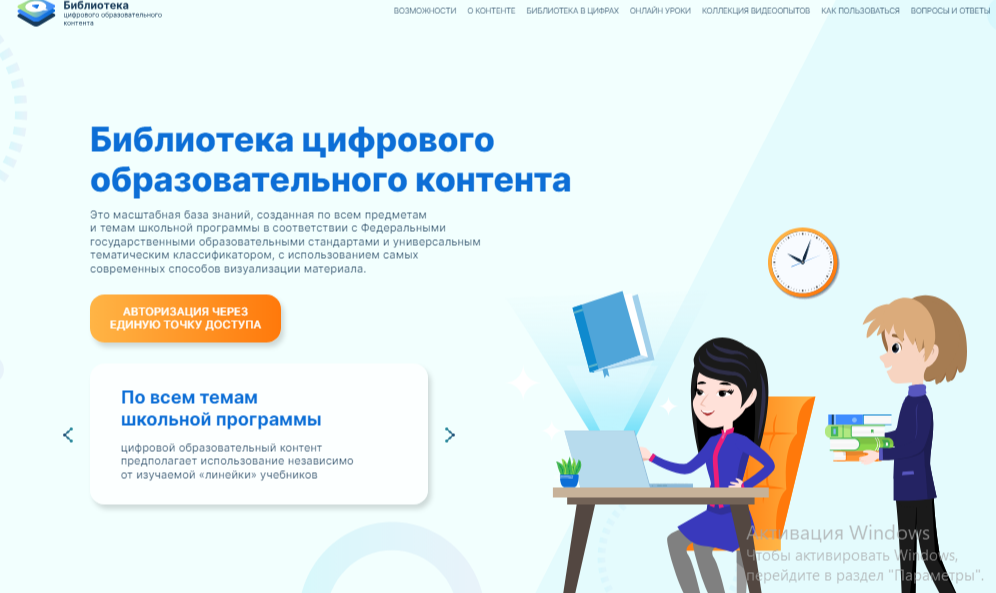 Библиотека
цифрового образовательного
контента
ВОЗМОЖНОСТИ О КОНТЕНТЕ БИБЛИОТЕКА В ЦИФРАХ ОНЛАЙН УРОКИ КОЛЛЕКЦИЯ ВИДЕООПЫТОВ КАК ПОЛЬЗОВАТЬСЯ ВОПРОСЫ И ОТВЕТЫ
Библиотека цифрового
образовательного контента
Это масштабная база знаний, созданная по всем предметам
и темам школьной программы в соответствии с Федеральными
государственными образовательными стандартами и универсальным
тематическим классификатором, с использованием самых
современных способов визуализации материала.
АВТОРИЗАЦИЯ ЧЕРЕЗ
ЕДИНУЮ ТОЧКУ ДОСТУПА
По всем темам
школьной программы
цифровой образовательный контент
предполагает использование независимо
от изучаемой «линейки» учебников
Активация Windows
Чтобы активировать Windows,
перейдите в раздел "Параметры".